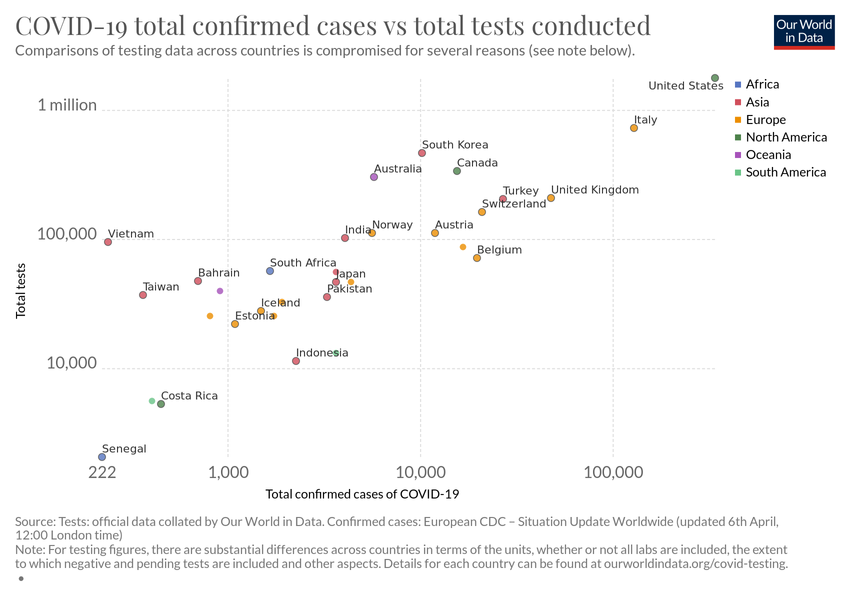 COVID-19 total confirmed cases vs total tests conducted
Our World
in Data
Comparisons of testing data across countries is compromised for several reasons (see note below).
United States
Africa
Asia
Europe
North America
Oceania
South America
1 million
Italy
South Korea
Canada
Australia
Turkey
United Kingdom
Switzerland
India
Norway
Austria
100,000
Vietnam
Belgium
South Africa
Bahrain
Japan
Taiwan
Pakistan
Iceland
Estonia
Total tests
Indonesia
10,000
Costa Rica
Senegal
222
1,000
10,000
100,000
Total confirmed cases of COVID-19
Source: Tests: official data collated by Our World in Data. Confirmed cases: European CDC – Situation Update Worldwide (updated 6th April,
12:00 London time)
Note: For testing figures, there are substantial differences across countries in terms of the units, whether or not all labs are included, the extent
to which negative and pending tests are included and other aspects. Details for each country can be found at ourworldindata.org/covid-testing.